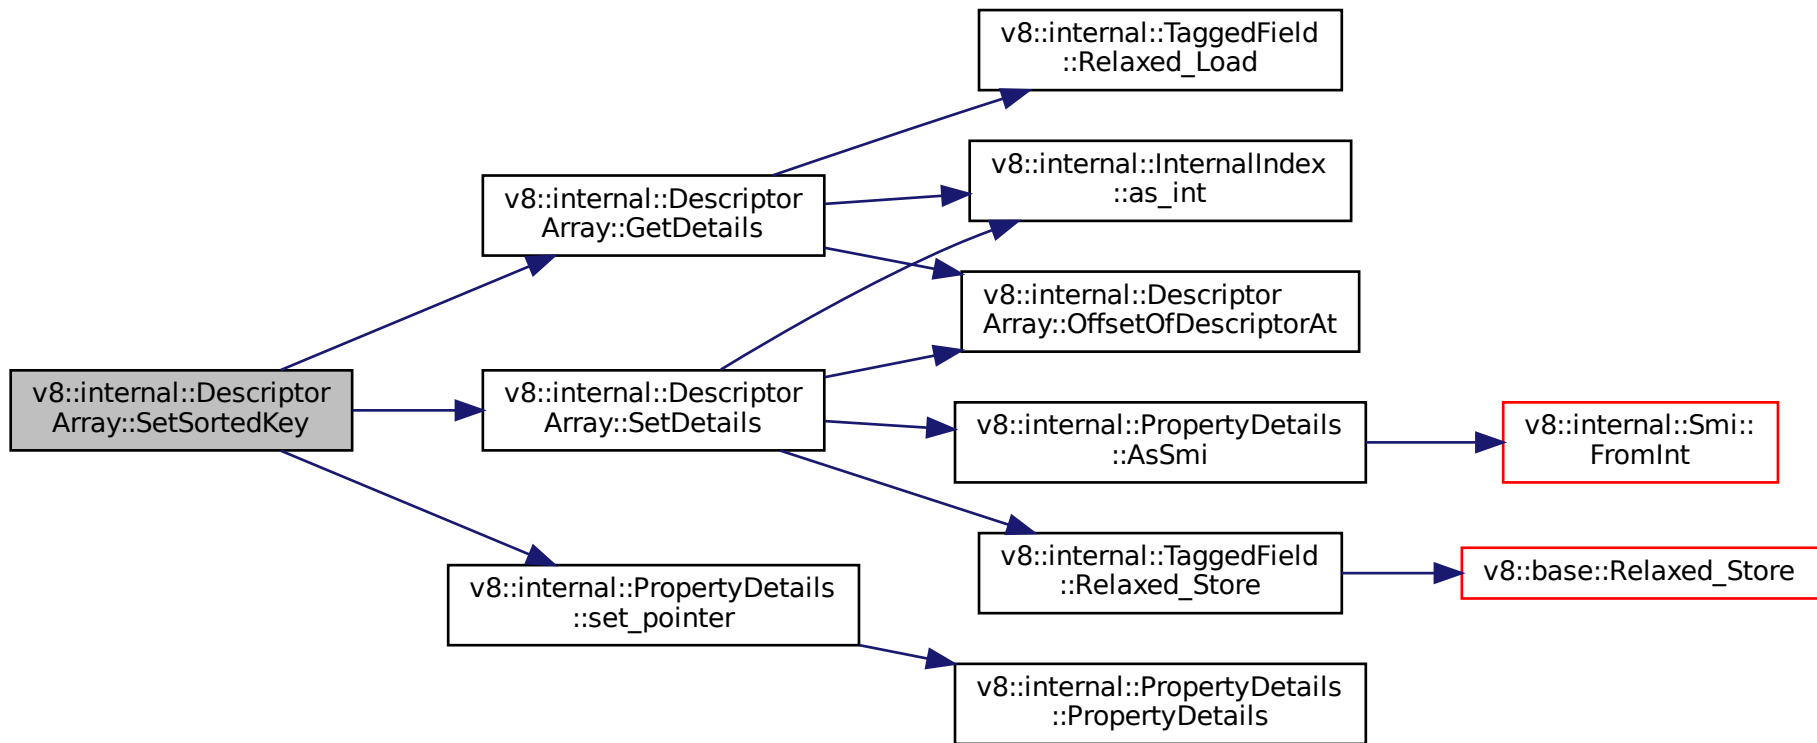 v8::internal::TaggedField
::Relaxed_Load
v8::internal::InternalIndex
::as_int
v8::internal::Descriptor
Array::GetDetails
v8::internal::Descriptor
Array::OffsetOfDescriptorAt
v8::internal::Descriptor
Array::SetSortedKey
v8::internal::Descriptor
Array::SetDetails
v8::internal::PropertyDetails
::AsSmi
v8::internal::Smi::
FromInt
v8::internal::TaggedField
::Relaxed_Store
v8::base::Relaxed_Store
v8::internal::PropertyDetails
::set_pointer
v8::internal::PropertyDetails
::PropertyDetails